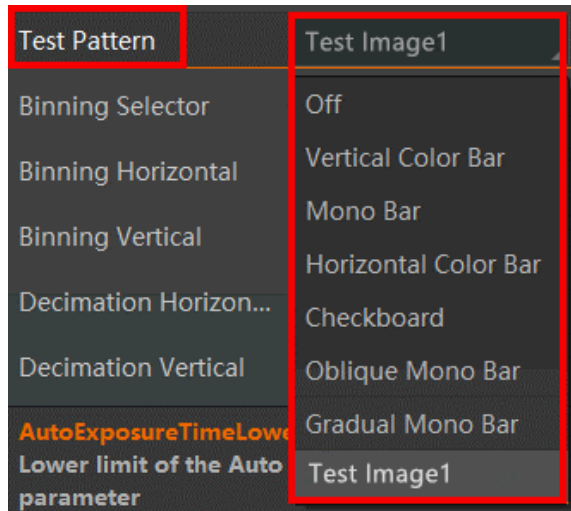 Test Pattern
Test Image1
Binning Selector
Off
Binning Horizontal
Vertical Color Bar
Mono Bar
Binning Vertical
Horizontal Color Bar
Decimation Horizon...
Checkboard
Decimation Vertical
Oblique Mono Bar
AutoExposureTimeLowe
Gradual Mono Bar
Lower limit of the Auto
Test Image1
parameter